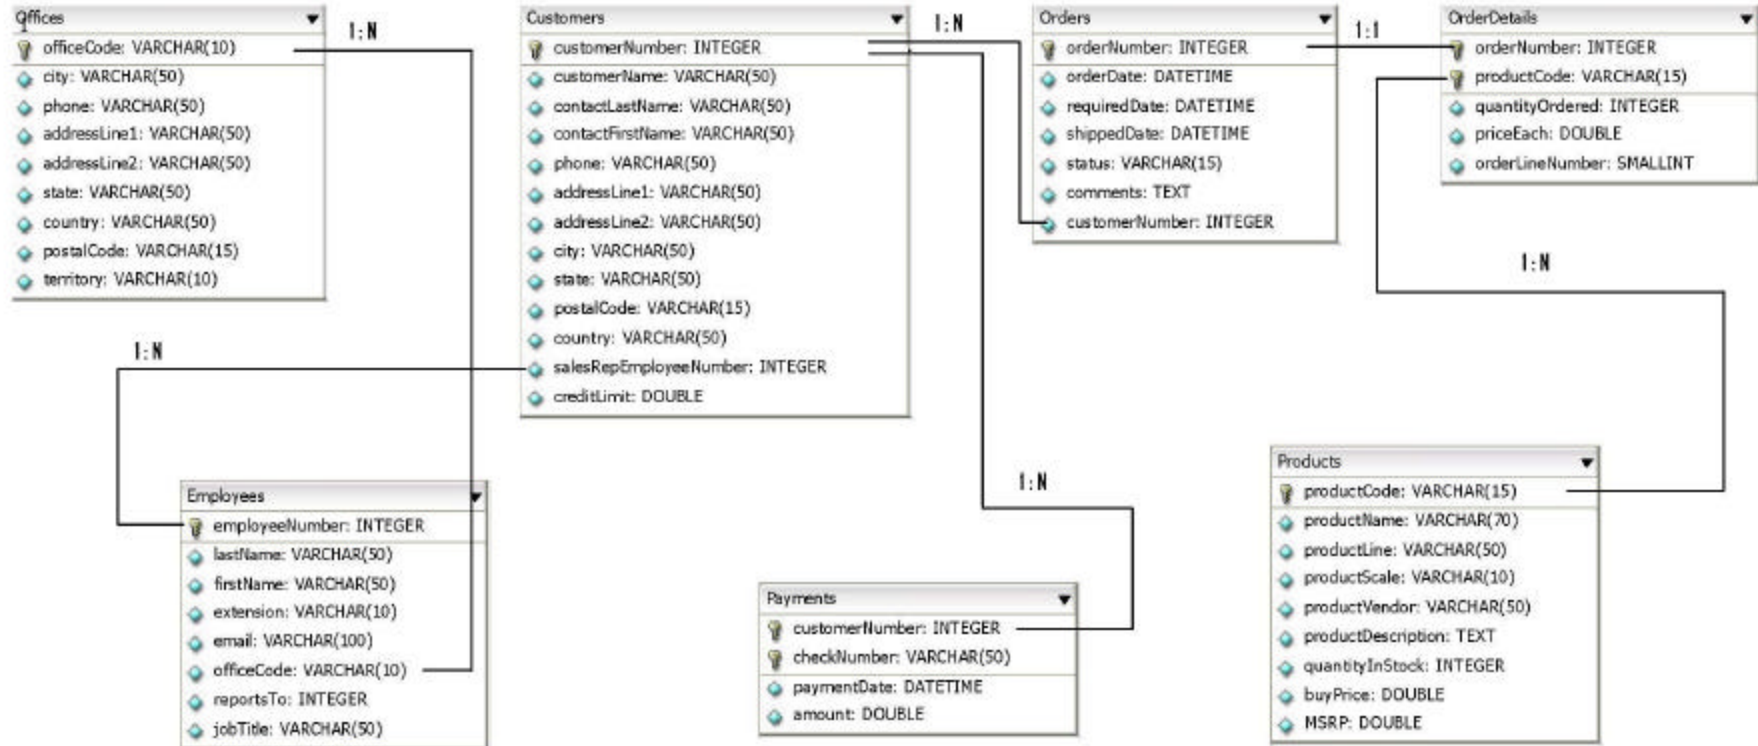 Offices
officeCode: VARCHAR(10)
city: VARCHAR(50)
phone: VARCHAR(50)
addressLine1: VARCHAR(50)
addressLine2: VARCHAR(50)
state: VARCHAR(50)
country: VARCHAR(50)
postalCode: VARCHAR(15)
territory: VARCHAR(10)
1:N
Customers
customerNumber: INTEGER
customerName: VARCHAR(50)
contactLastName: VARCHAR(50)
contactFirstName: VARCHAR(50)
phone: VARCHAR(50)
addressLine1: VARCHAR(50)
addressLine2: VARCHAR(50)
city: VARCHAR(50)
state: VARCHAR(50)
postalCode: VARCHAR(15)
country: VARCHAR(50)
salesRepEmployeeNumber: INTEGER
creditLimit: DOUBLE
1:N
Orders
orderNumber: INTEGER
orderDate: DATETIME
requiredDate: DATETIME
shippedDate: DATETIME
status: VARCHAR(15)
comments: TEXT
customerNumber: INTEGER
1:1
OrderDetails
orderNumber: INTEGER
productCode: VARCHAR(15)
quantityOrdered: INTEGER
priceEach: DOUBLE
orderLineNumber: SMALLINT
1:N
1:N
Employees
employeeNumber: INTEGER
lastName: VARCHAR(50)
firstName: VARCHAR(50)
extension: VARCHAR(10)
email: VARCHAR(100)
officeCode: VARCHAR(10)
reportsTo: INTEGER
jobTitle: VARCHAR(50)
1:N
Payments
customerNumber: INTEGER
checkNumber: VARCHAR(50)
paymentDate: DATETIME
amount: DOUBLE
Products
productCode: VARCHAR(15)
productName: VARCHAR(70)
productLine: VARCHAR(50)
productScale: VARCHAR(10)
productVendor: VARCHAR(50)
productDescription: TEXT
quantityInStock: INTEGER
buyPrice: DOUBLE
MSRP: DOUBLE